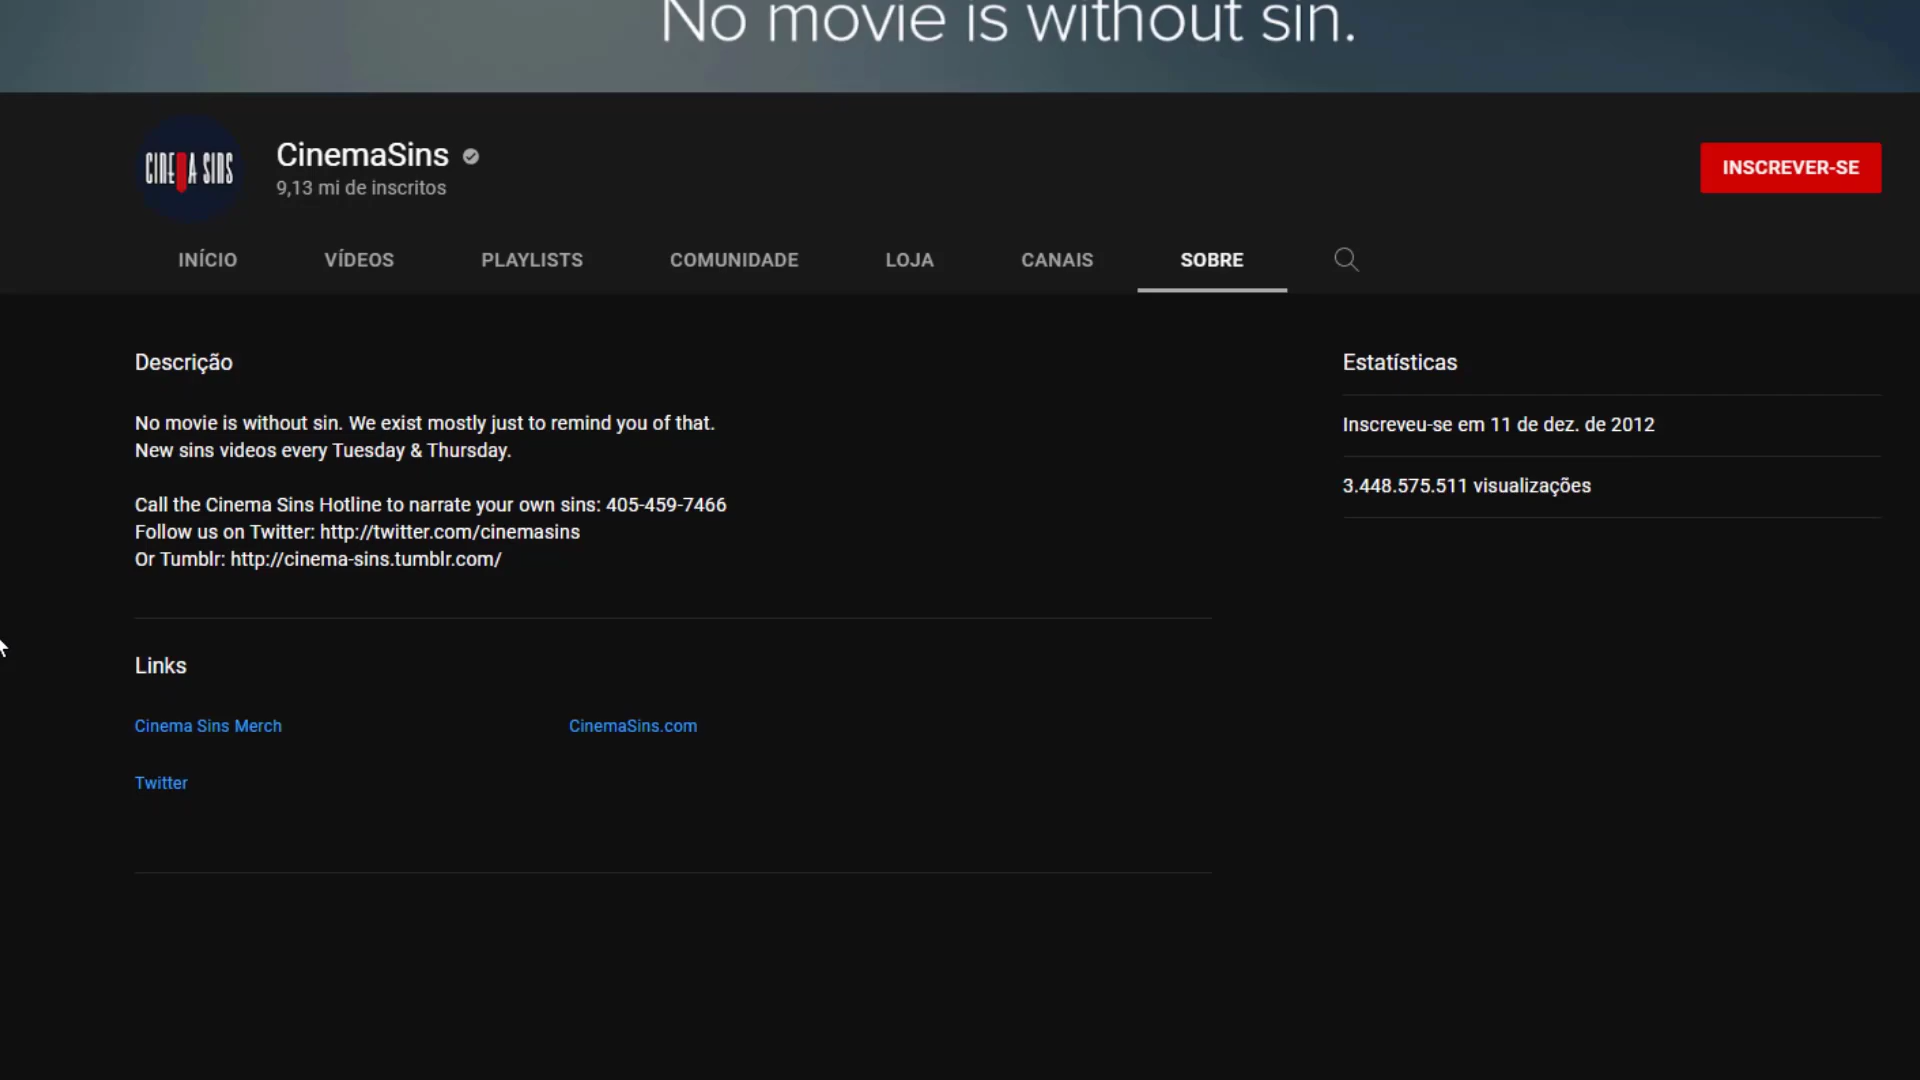 No movie is without sin.
CINEMA SINS
CinemaSins
9,13 mi de inscritos
INSCREVER-SE
INÍCIO VÍDEOS PLAYLISTS COMUNIDADE LOJA CANAIS SOBRE
Descrição
No movie is without sin. We exist mostly just to remind you of that.
New sins videos every Tuesday & Thursday.
Call the Cinema Sins Hotline to narrate your own sins: 405-459-7466
Follow us on Twitter: http://twitter.com/cinemasins
Or Tumblr: http://cinema-sins.tumblr.com/
Links
Cinema Sins Merch CinemaSins.com
Twitter
Estatísticas
Inscreveu-se em 11 de dez. de 2012
3.448.575.511 visualizações